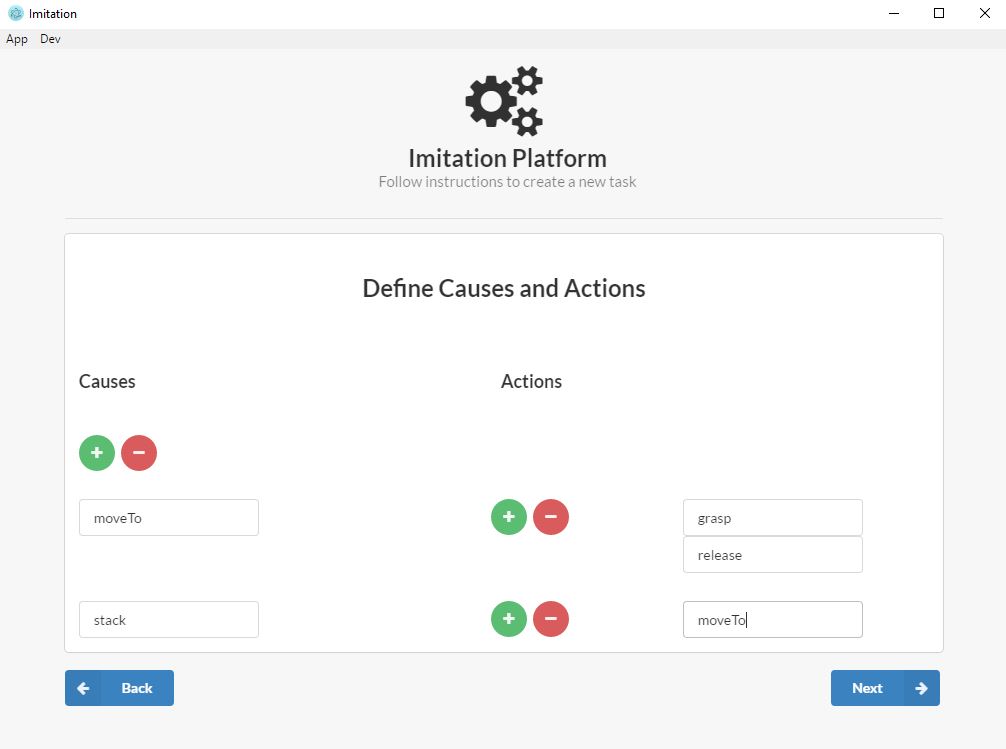 Imitation
App Dev
Imitation Platform
Follow instructions to create a new task
Define Causes and Actions
Causes Actions
moveTo grasp
release
stack moveTo
Back Next